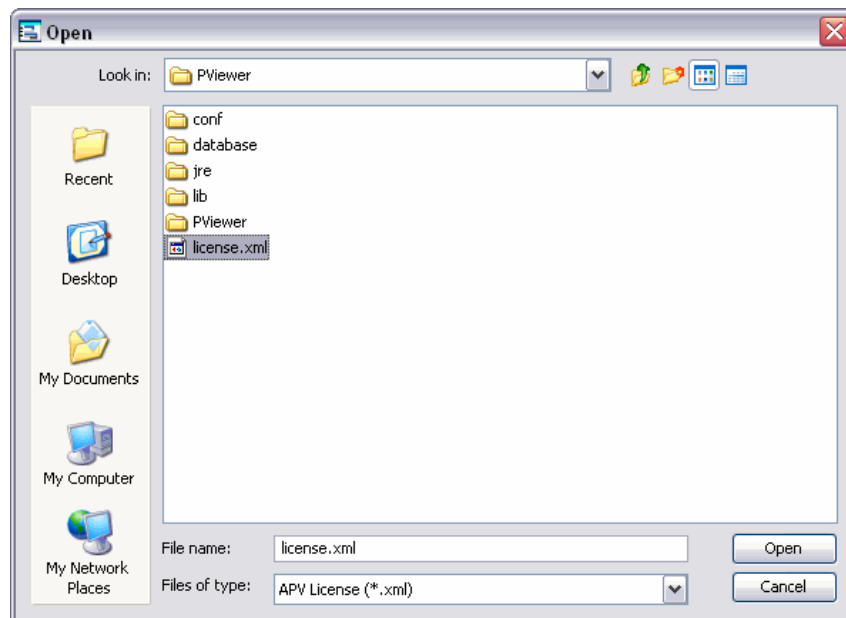 Open
Look in:
PViewer
Recent
Desktop
My Documents
My Computer
My Network
Places
conf
database
jre
lib
PViewer
license.xml
File name:
license.xml
Open
Files of type:
APV License (*.xml)
Cancel